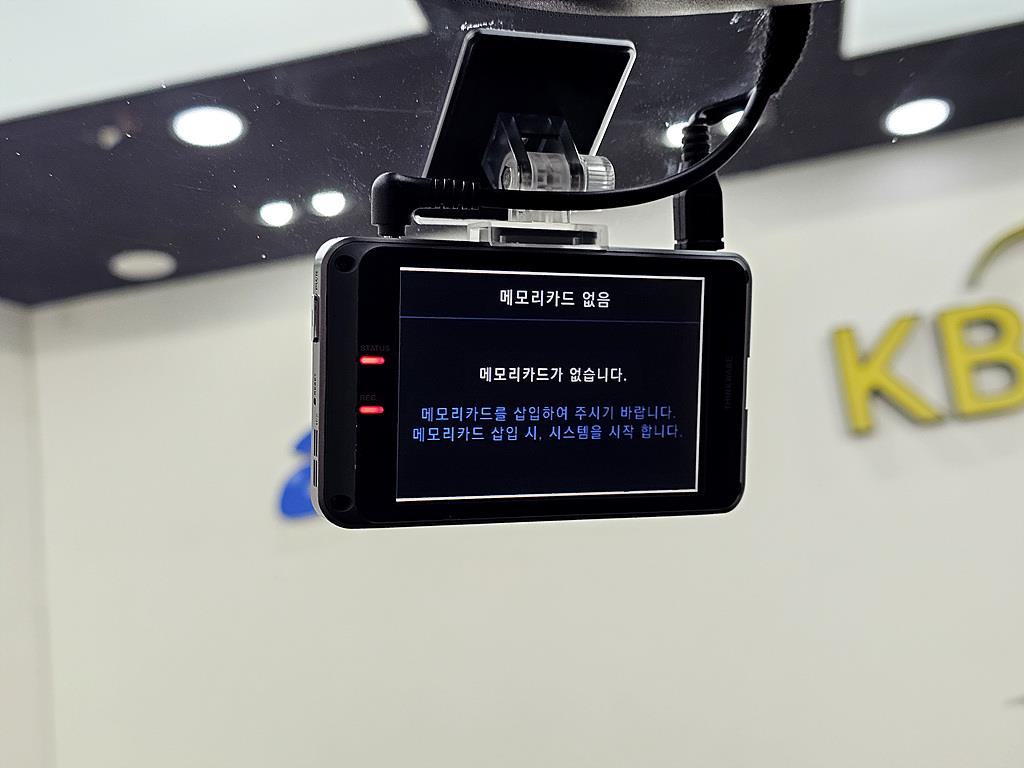 메모리카드 없음
메모리카드가 없습니다.
메모리카드를 삽입하여 주시기 바랍니다.
메모리카드 삽입 시, 시스템을 시작 합니다.
STATUS
REC
THINKWARE
KB